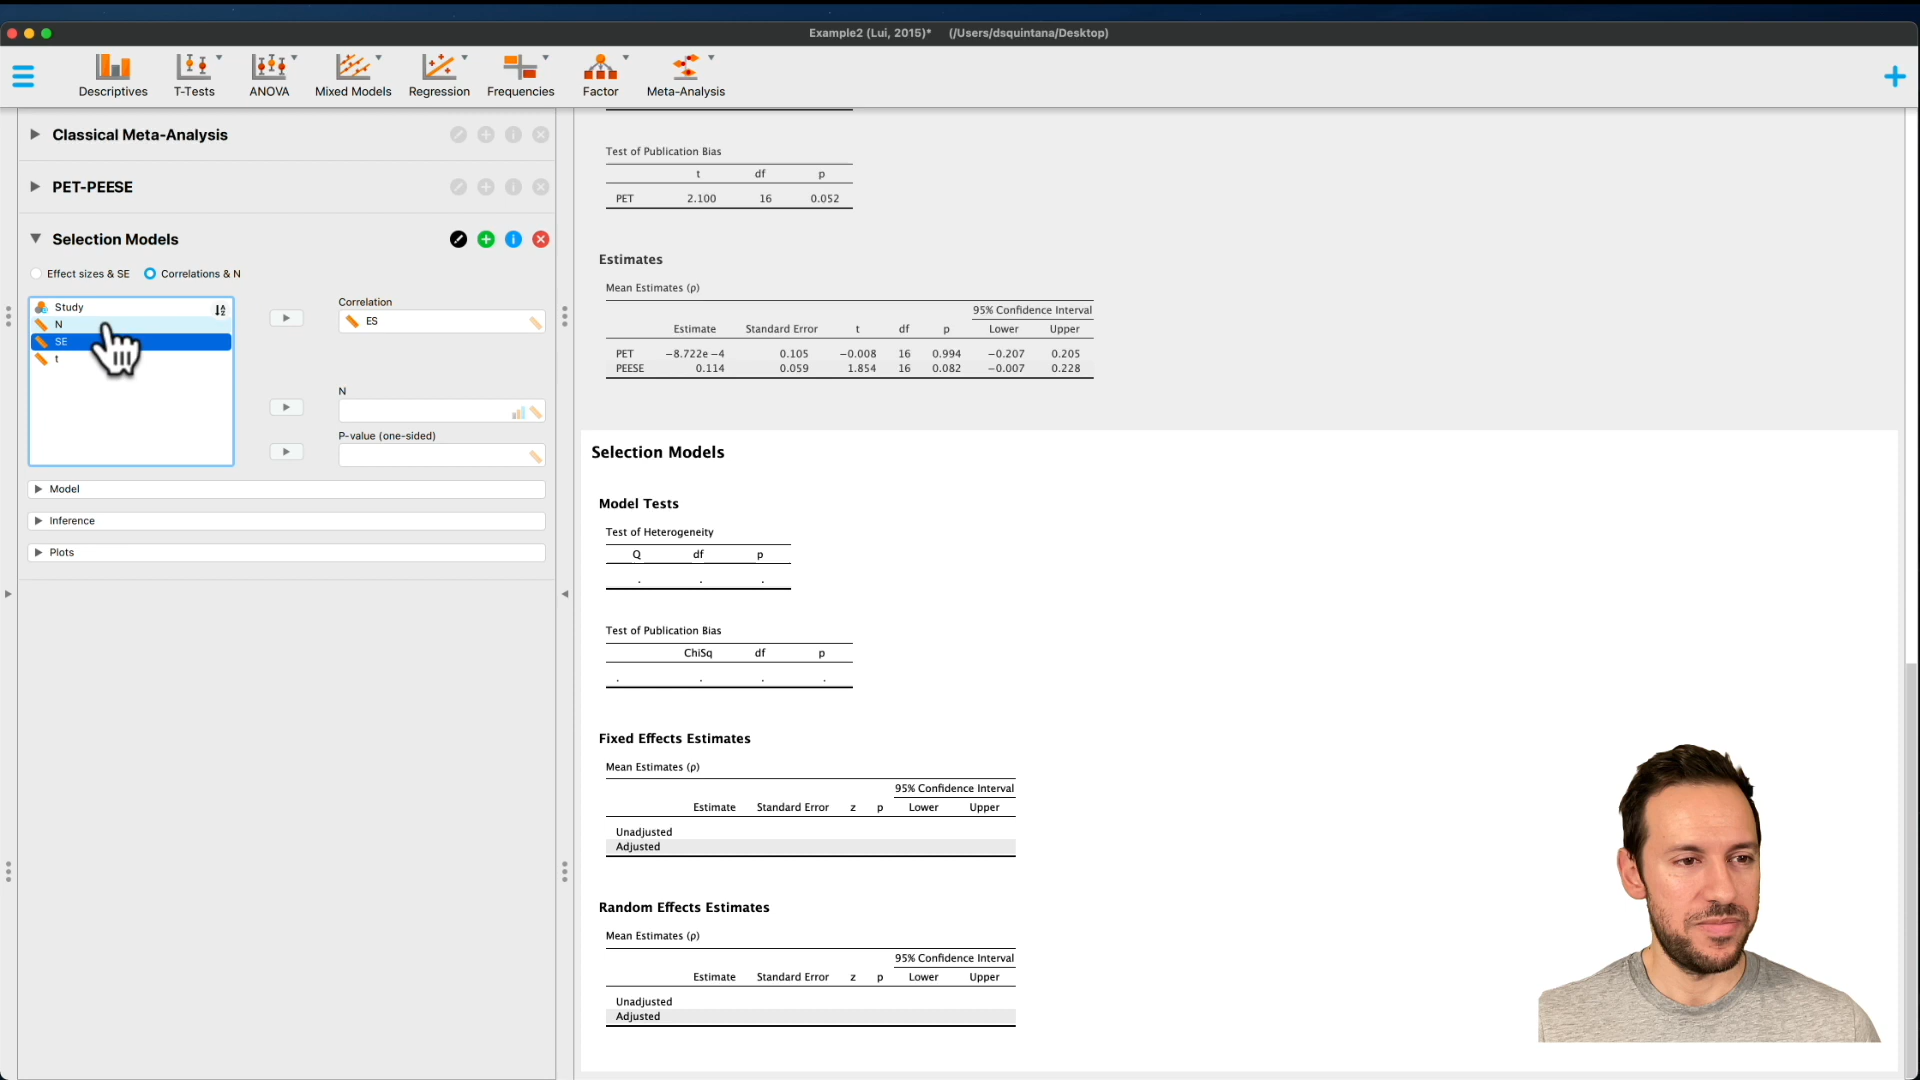 Example2 (Lui, 2015)* (/Users/dsquintana/Desktop)
Descriptives T-Tests ANOVA Mixed Models Regression Frequencies Factor Meta-Analysis
Classical Meta-Analysis
PET-PEESE
Selection Models
Effect sizes & SE Correlations & N
Study
N
SE
t
Correlation
ES
N
P-value (one-sided)
Model
Inference
Plots
Test of Publication Bias
t df p
PET 2.100 16 0.052
Estimates
Mean Estimates (ρ)
95% Confidence Interval
Estimate Standard Error t df p Lower Upper
PET −8.722e −4 0.105 −0.008 16 0.994 −0.207 0.205
PEESE 0.114 0.059 1.854 16 0.082 −0.007 0.228
Selection Models
Model Tests
Test of Heterogeneity
Q df p
. . .
Test of Publication Bias
ChiSq df p
. . . .
Fixed Effects Estimates
Mean Estimates (ρ)
95% Confidence Interval
Estimate Standard Error z p Lower Upper
Unadjusted
Adjusted
Random Effects Estimates
Mean Estimates (ρ)
95% Confidence Interval
Estimate Standard Error z p Lower Upper
Unadjusted
Adjusted